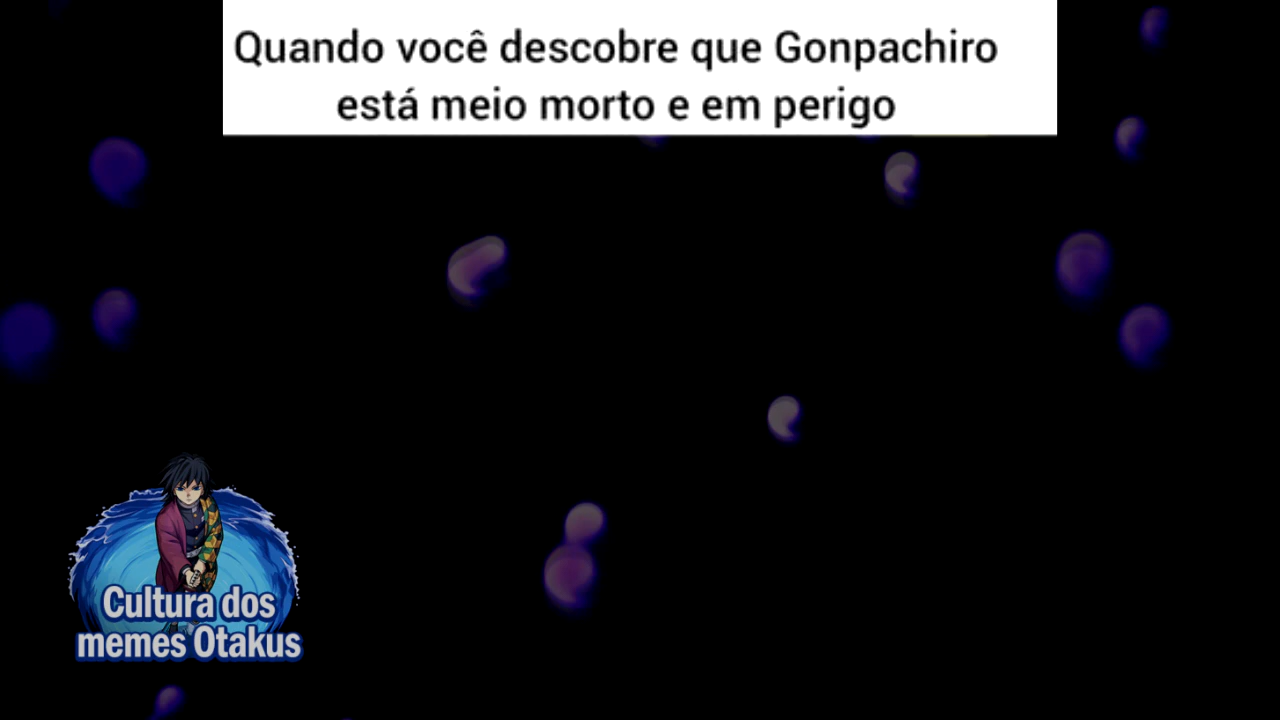 Quando você descobre que Gonpachiro
está meio morto e em perigo
Cultura dos
memes Otakus